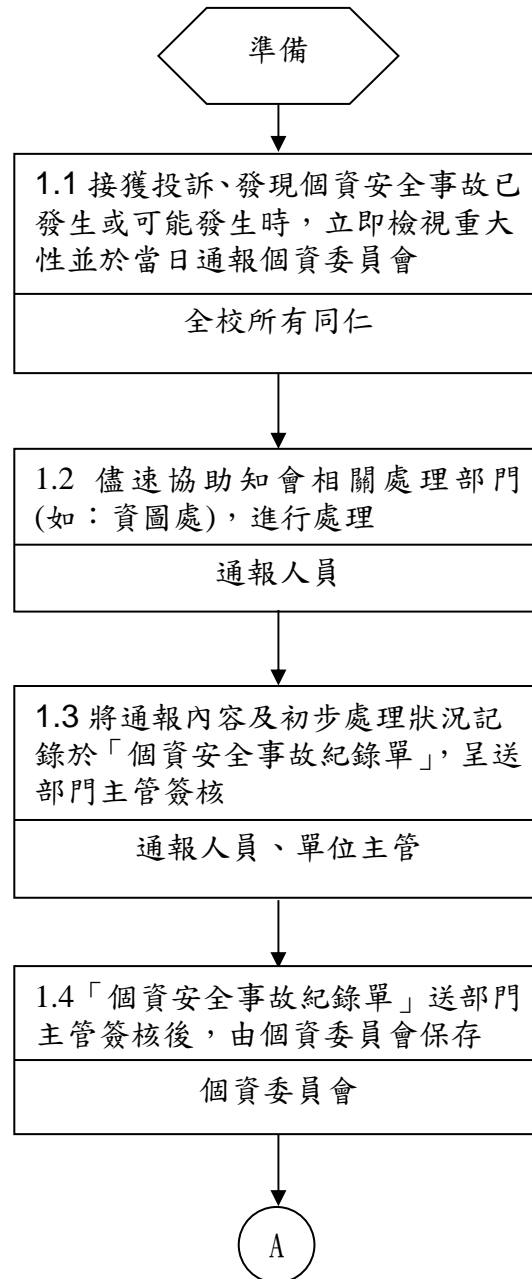 準備
1.1 接獲投訴、發現個資安全事故已
發生或可能發生時，立即檢視重大
性並於當日通報個資委員會
全校所有同仁
1.2 儘速協助知會相關處理部門
(如：資圖處)，進行處理
通報人員
1.3 將通報內容及初步處理狀況記
錄於「個資安全事故紀錄單」，呈送
部門主管簽核
通報人員、單位主管
1.4「個資安全事故紀錄單」送部門
主管簽核後，由個資委員會保存
個資委員會
A